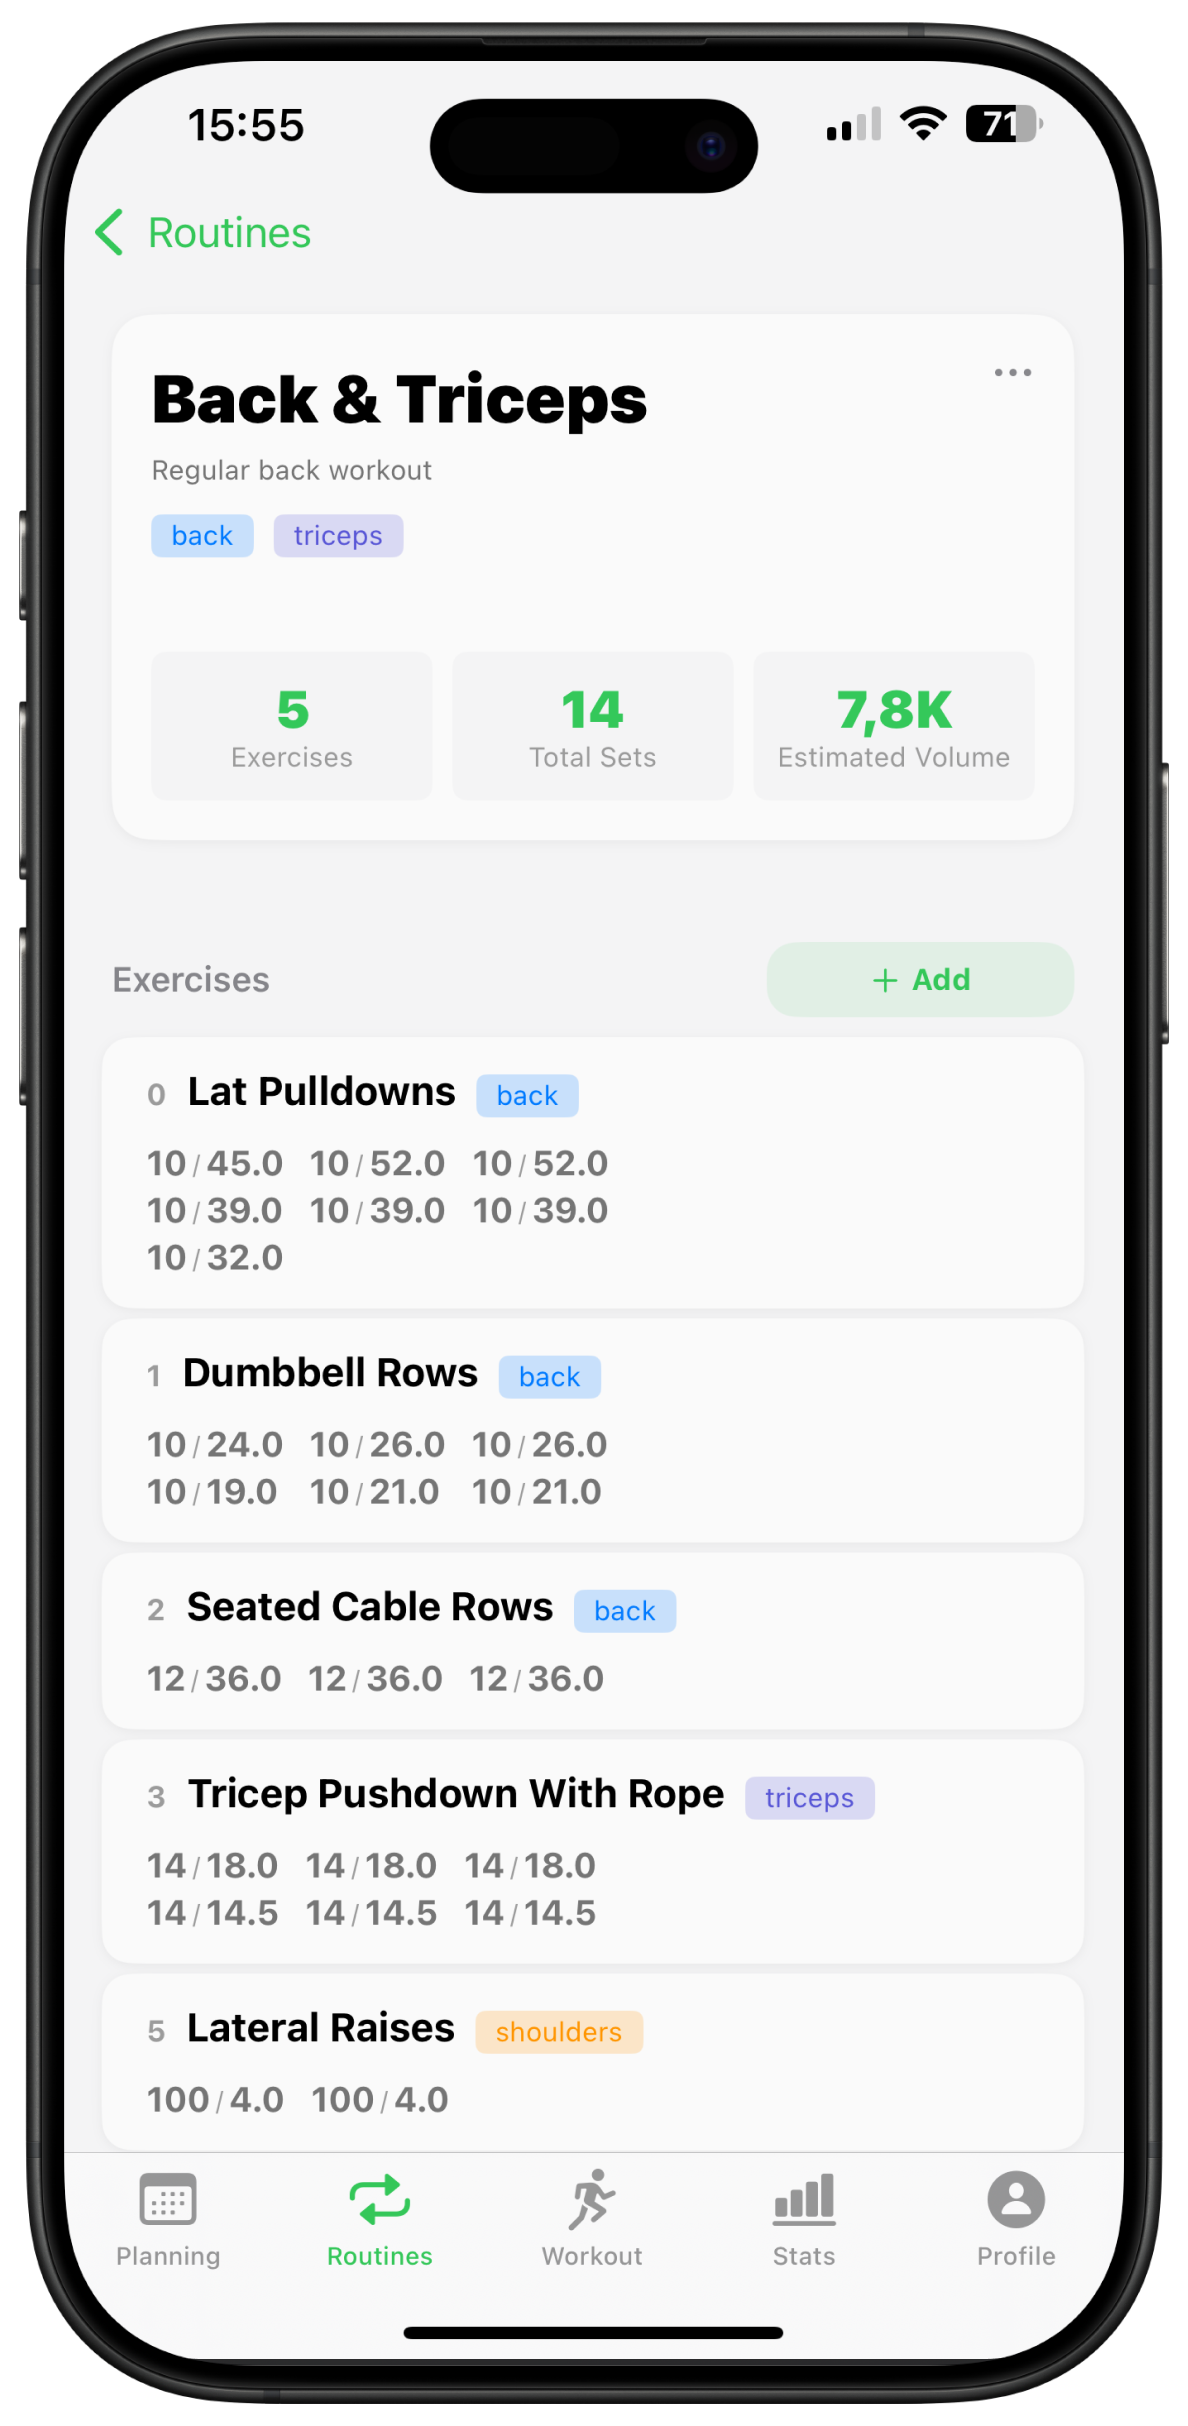 15:55
71
Routines
Back & Triceps
Regular back workout
back triceps
5 14 7,8K
Exercises Total Sets Estimated Volume
Exercises + Add
0 Lat Pulldowns back
10/45.0 10/52.0 10/52.0
10/39.0 10/39.0 10/39.0
10/32.0
1 Dumbbell Rows back
10/24.0 10/26.0 10/26.0
10/19.0 10/21.0 10/21.0
2 Seated Cable Rows back
12/36.0 12/36.0 12/36.0
3 Tricep Pushdown With Rope triceps
14/18.0 14/18.0 14/18.0
14/14.5 14/14.5 14/14.5
5 Lateral Raises shoulders
100/4.0 100/4.0
Planning Routines Workout Stats Profile